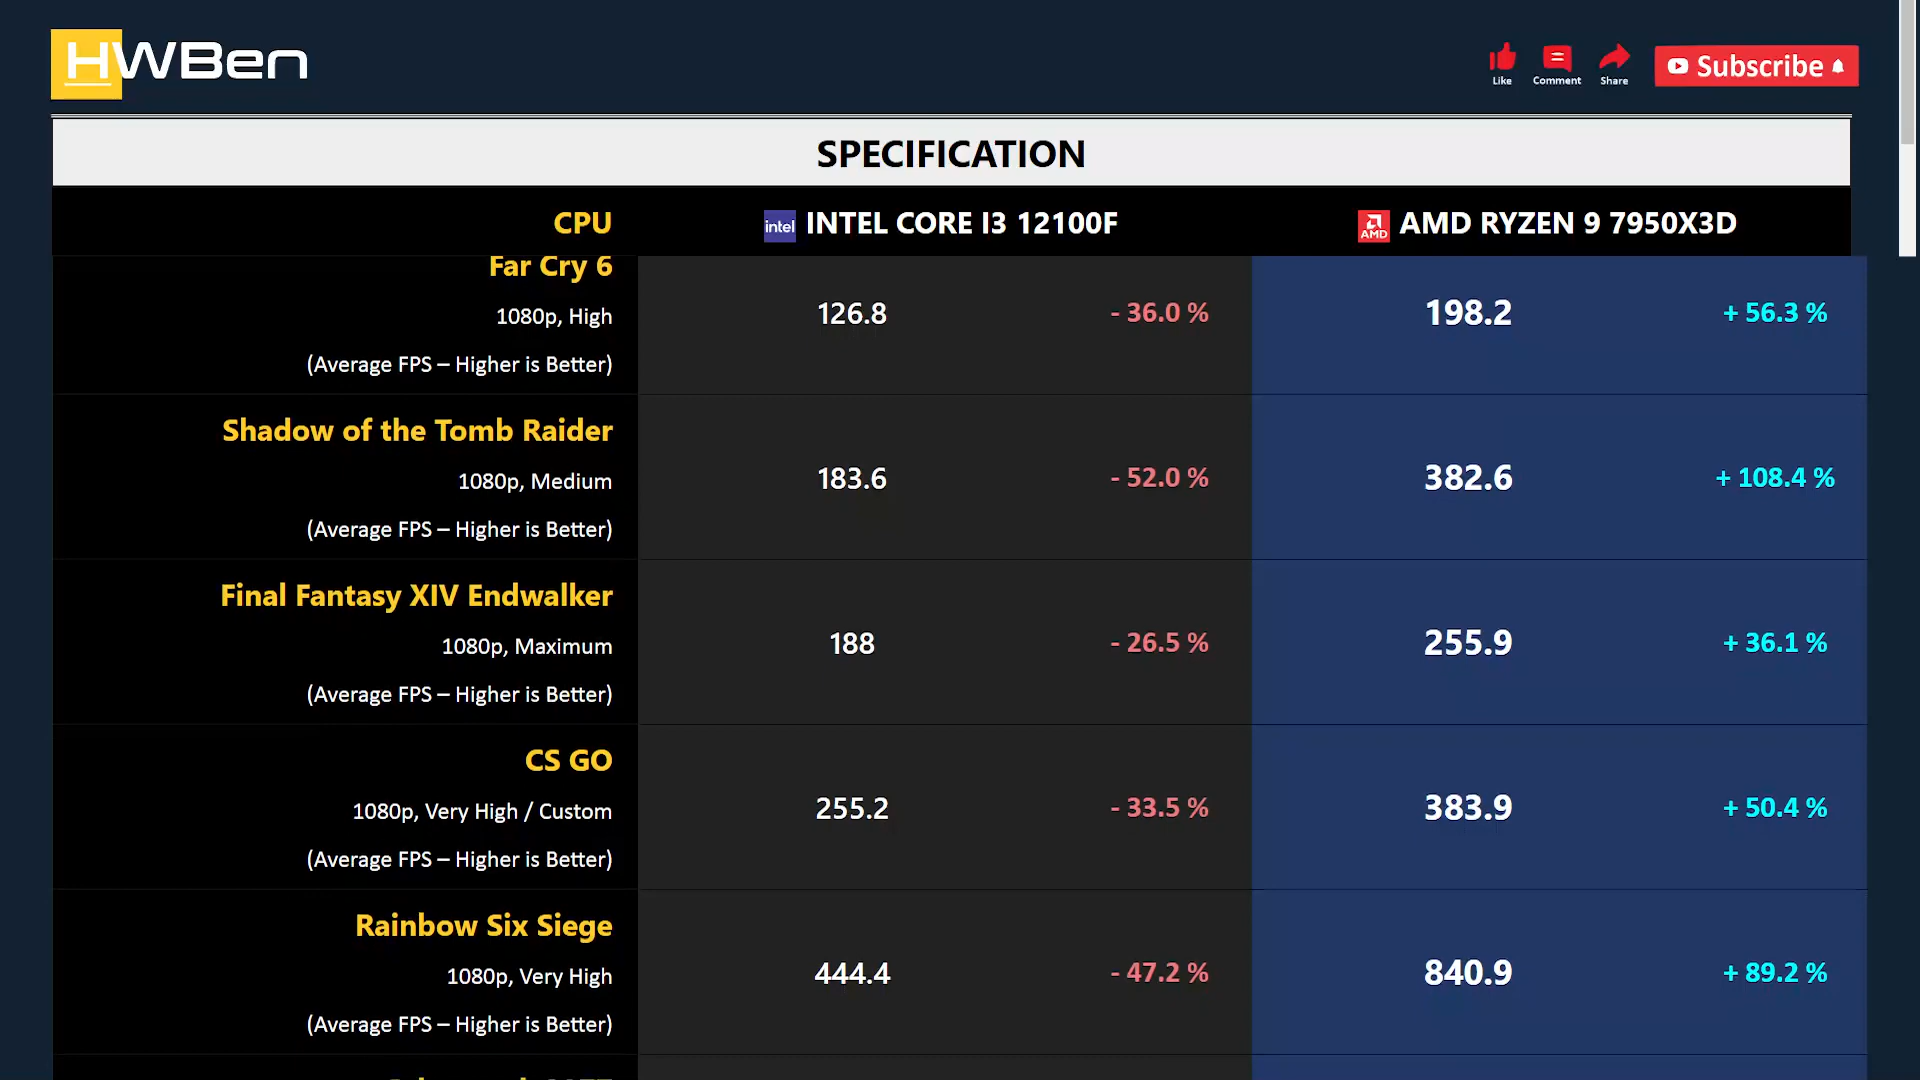 HWBen
Like
Comment
Share
Subscribe
SPECIFICATION
CPU
intel INTEL CORE I3 12100F
AMD AMD RYZEN 9 7950X3D
Far Cry 6
1080p, High
(Average FPS – Higher is Better)
126.8
- 36.0 %
198.2
+ 56.3 %
Shadow of the Tomb Raider
1080p, Medium
(Average FPS – Higher is Better)
183.6
- 52.0 %
382.6
+ 108.4 %
Final Fantasy XIV Endwalker
1080p, Maximum
(Average FPS – Higher is Better)
188
- 26.5 %
255.9
+ 36.1 %
CS GO
1080p, Very High / Custom
(Average FPS – Higher is Better)
255.2
- 33.5 %
383.9
+ 50.4 %
Rainbow Six Siege
1080p, Very High
(Average FPS – Higher is Better)
444.4
- 47.2 %
840.9
+ 89.2 %